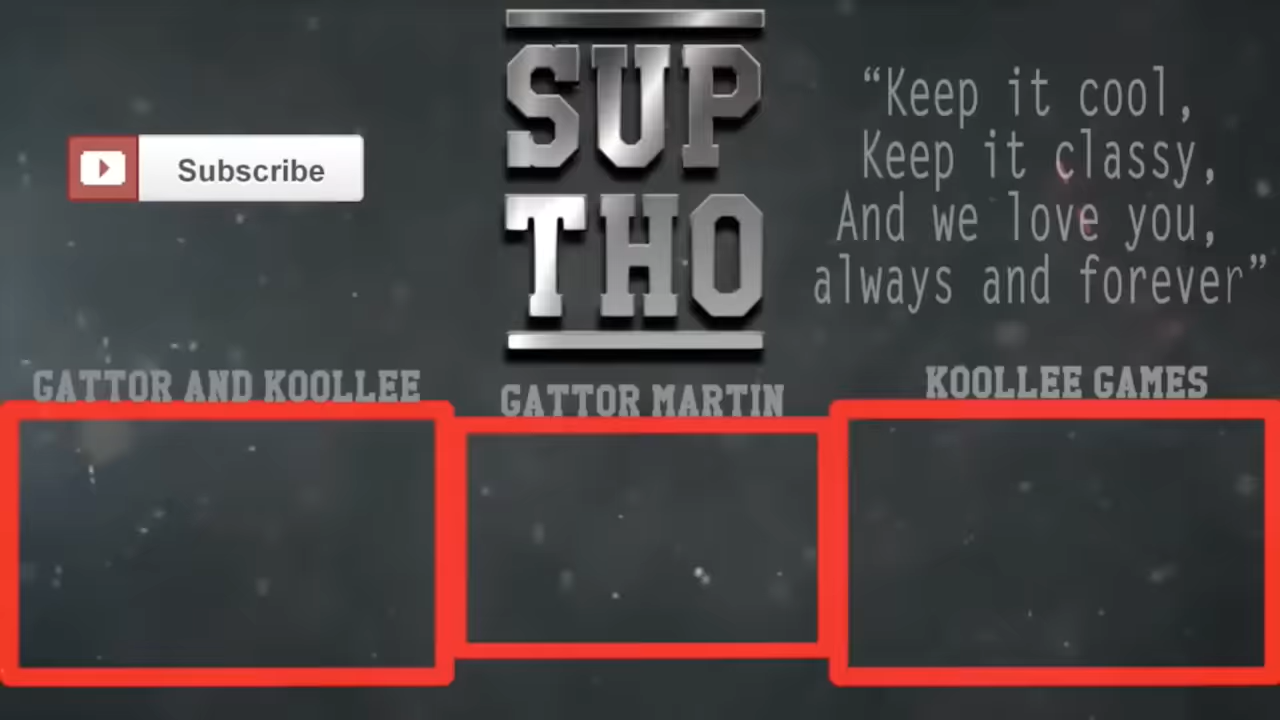 SUP
THO
Subscribe
“Keep it cool,
Keep it classy,
And we love you,
always and forever”
GATTOR AND KOOLLEE
GATTOR MARTIN
KOOLLEE GAMES